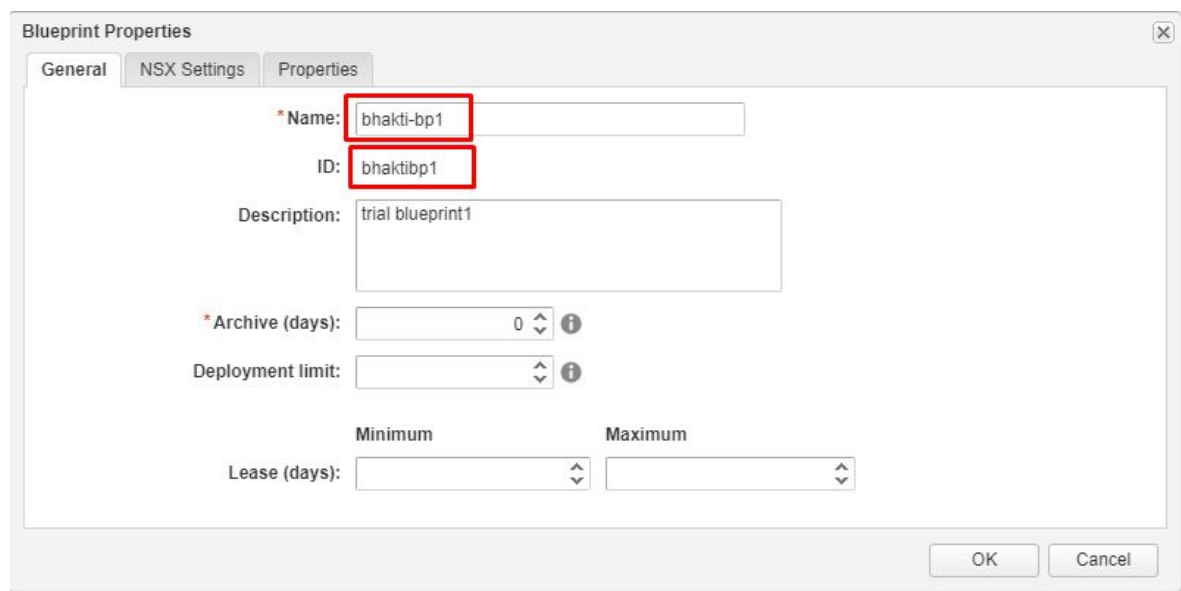 Blueprint Properties
General NSX Settings Properties
*Name: bhakti-bp1
ID: bhaktibp1
Description: trial blueprint1
*Archive (days): 0
Deployment limit:
Minimum Maximum
Lease (days):
OK Cancel